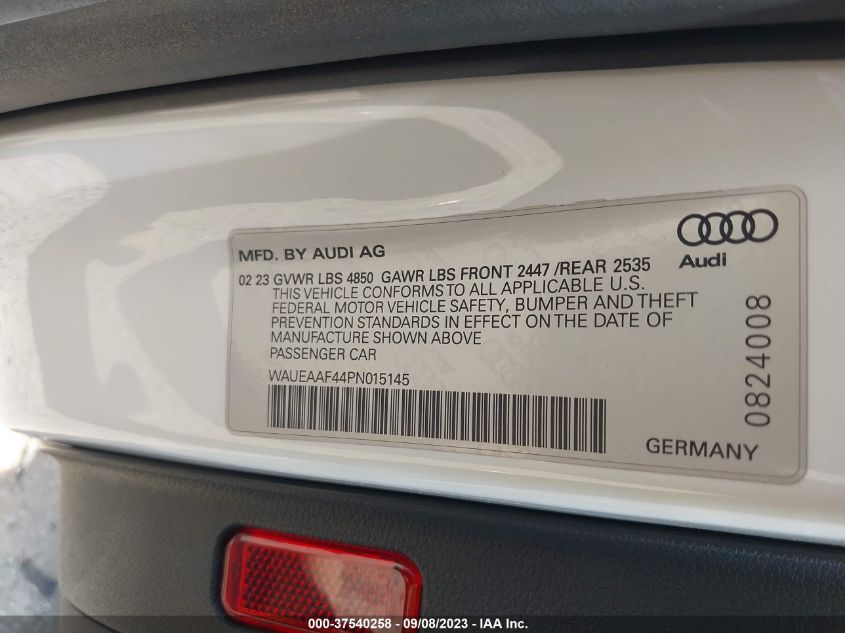 MFD. BY AUDI AG
02 23 GVWR LBS 4850 GAWR LBS FRONT 2447 /REAR 2535
THIS VEHICLE CONFORMS TO ALL APPLICABLE U.S.
FEDERAL MOTOR VEHICLE SAFETY, BUMPER AND THEFT
PREVENTION STANDARDS IN EFFECT ON THE DATE OF
MANUFACTURE SHOWN ABOVE
PASSENGER CAR
WAUEAAF44PN015145
Audi
0824008
GERMANY
000-37540258 - 09/08/2023 - IAA Inc.